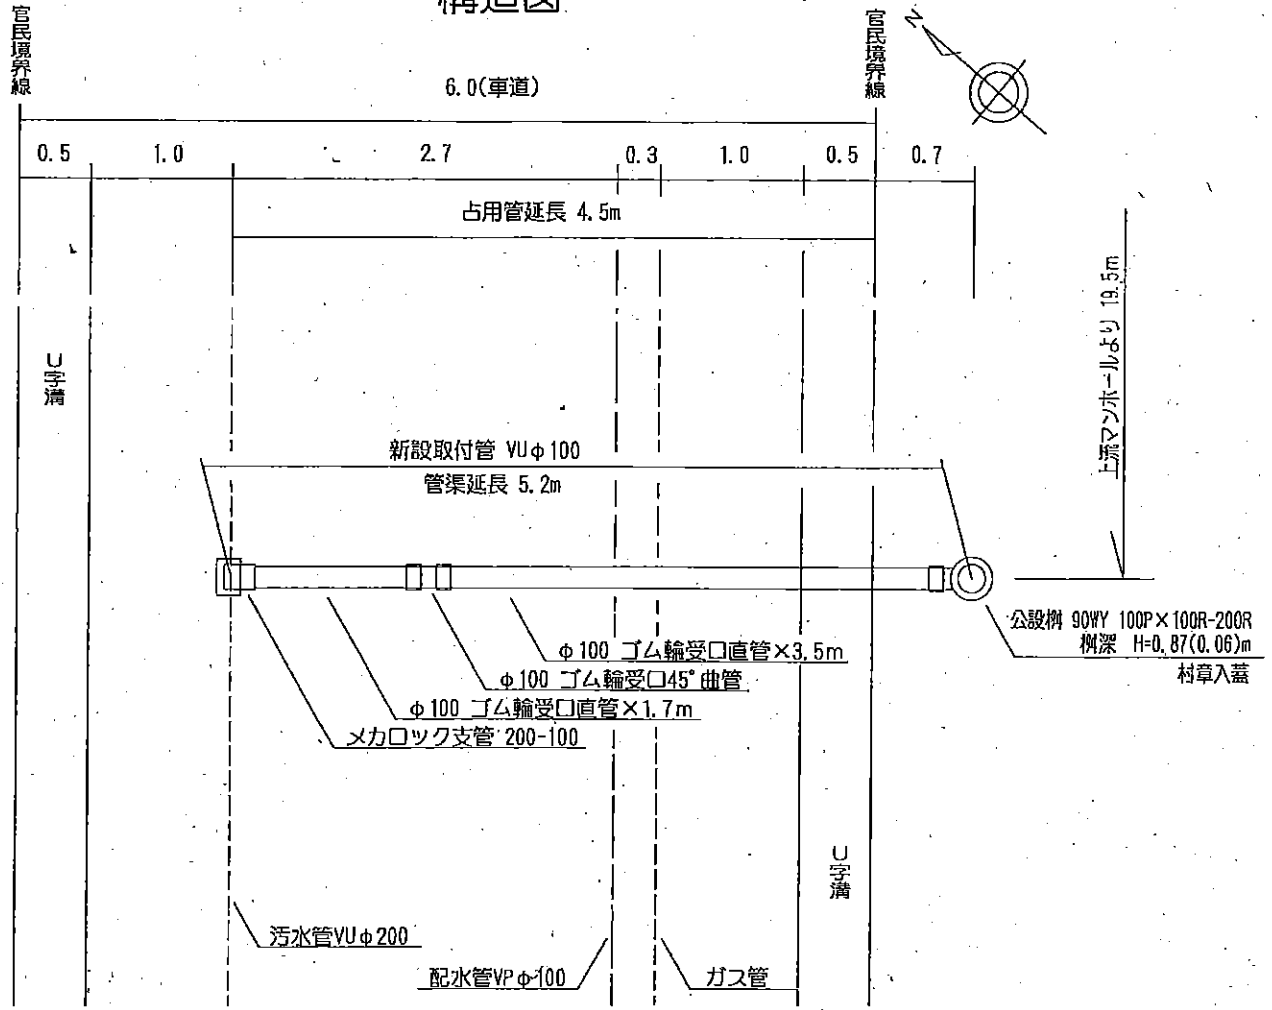 構造図
官民境界線
官民境界線
N
6.0(車道)
0.5 1.0 2.7 0.3 1.0 0.5 0.7
占用管延長 4.5m
上流マンホールより 19.5m
U字溝
新設取付管 VUφ100
管渠延長 5.2m
公設桝 90WY 100P×100R-200R
桝深 H=0.87(0.06)m
村章入蓋
φ100 ゴム輪受口直管×3.5m
φ100 ゴム輪受口45°曲管
φ100 ゴム輪受口直管×1.7m
メカロック支管 200-100
U字溝
汚水管VUφ200
配水管VPφ100
ガス管